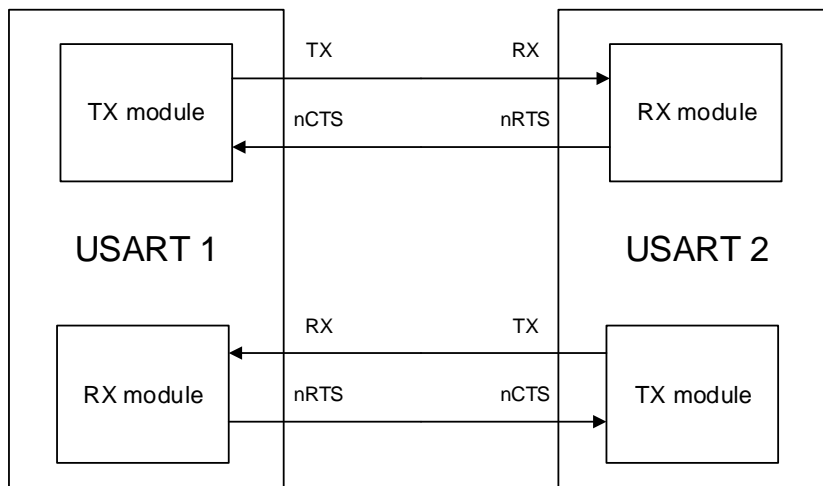 TX RX
TX module RX module
nCTS nRTS
USART 1 USART 2
RX TX
RX module TX module
nRTS nCTS